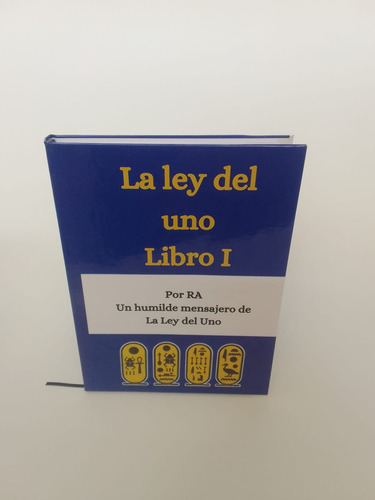 La ley del
uno
Libro I
Por RA
Un humilde mensajero de
La Ley del Uno